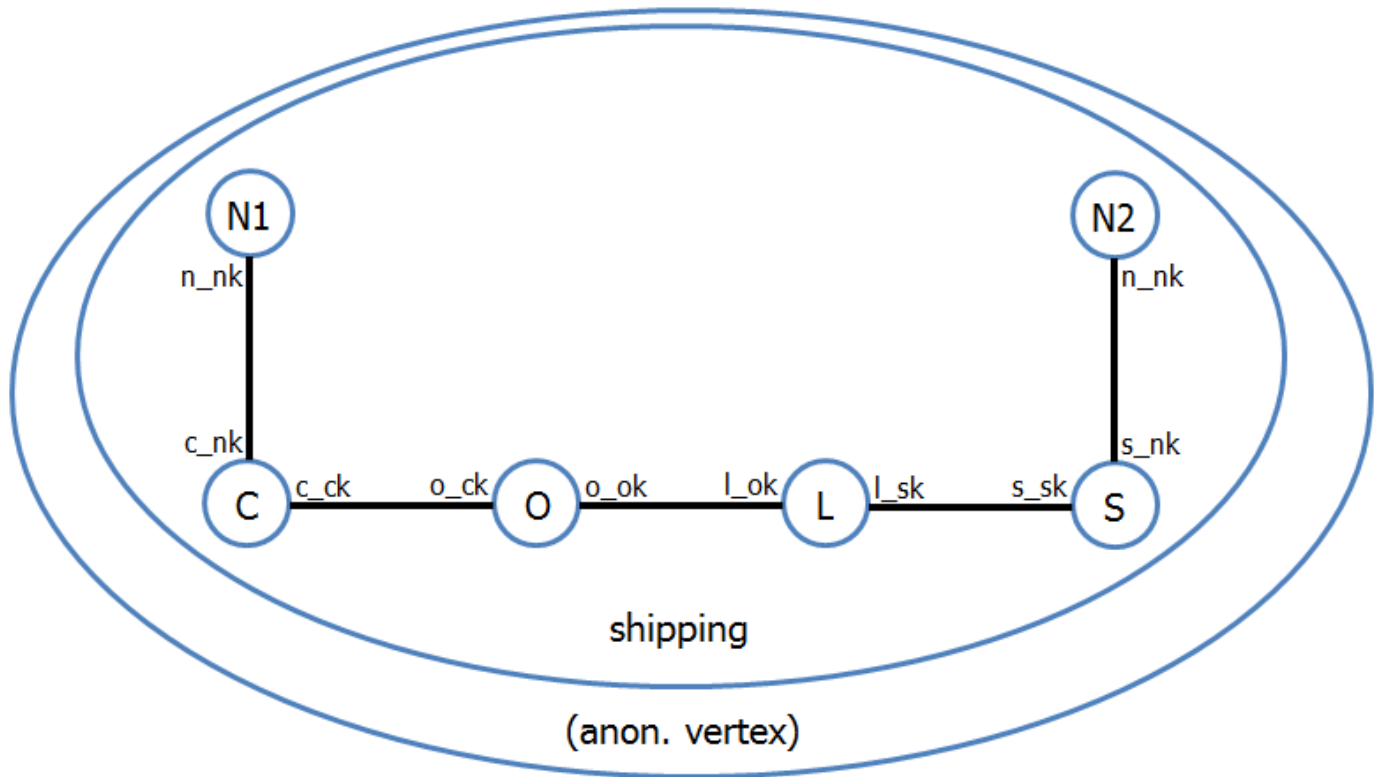 N1
N2
n_nk
n_nk
c_nk
s_nk
C
c_ck
o_ck
O
o_ok
l_ok
L
l_sk
s_sk
S
shipping
(anon. vertex)